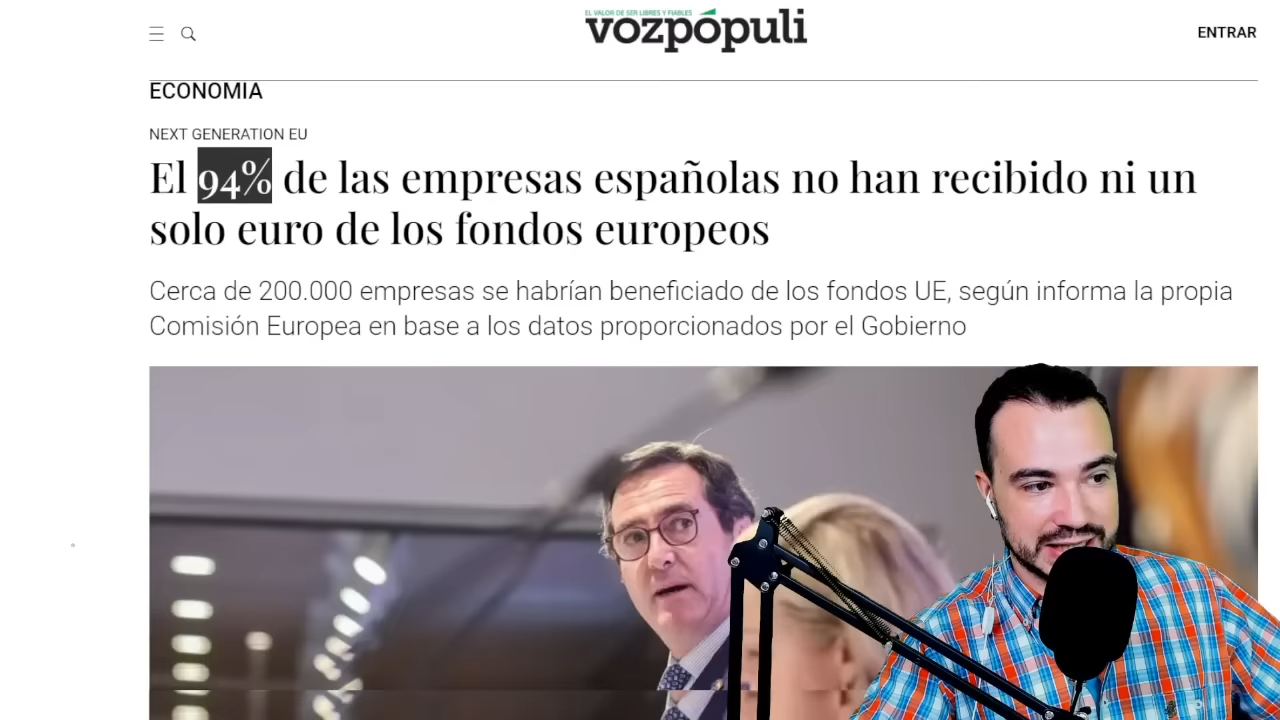 EL VALOR DE SER LIBRES Y FIABLES
vozpópuli
ENTRAR
ECONOMIA
NEXT GENERATION EU
El 94% de las empresas españolas no han recibido ni un
solo euro de los fondos europeos
Cerca de 200.000 empresas se habrían beneficiado de los fondos UE, según informa la propia
Comisión Europea en base a los datos proporcionados por el Gobierno